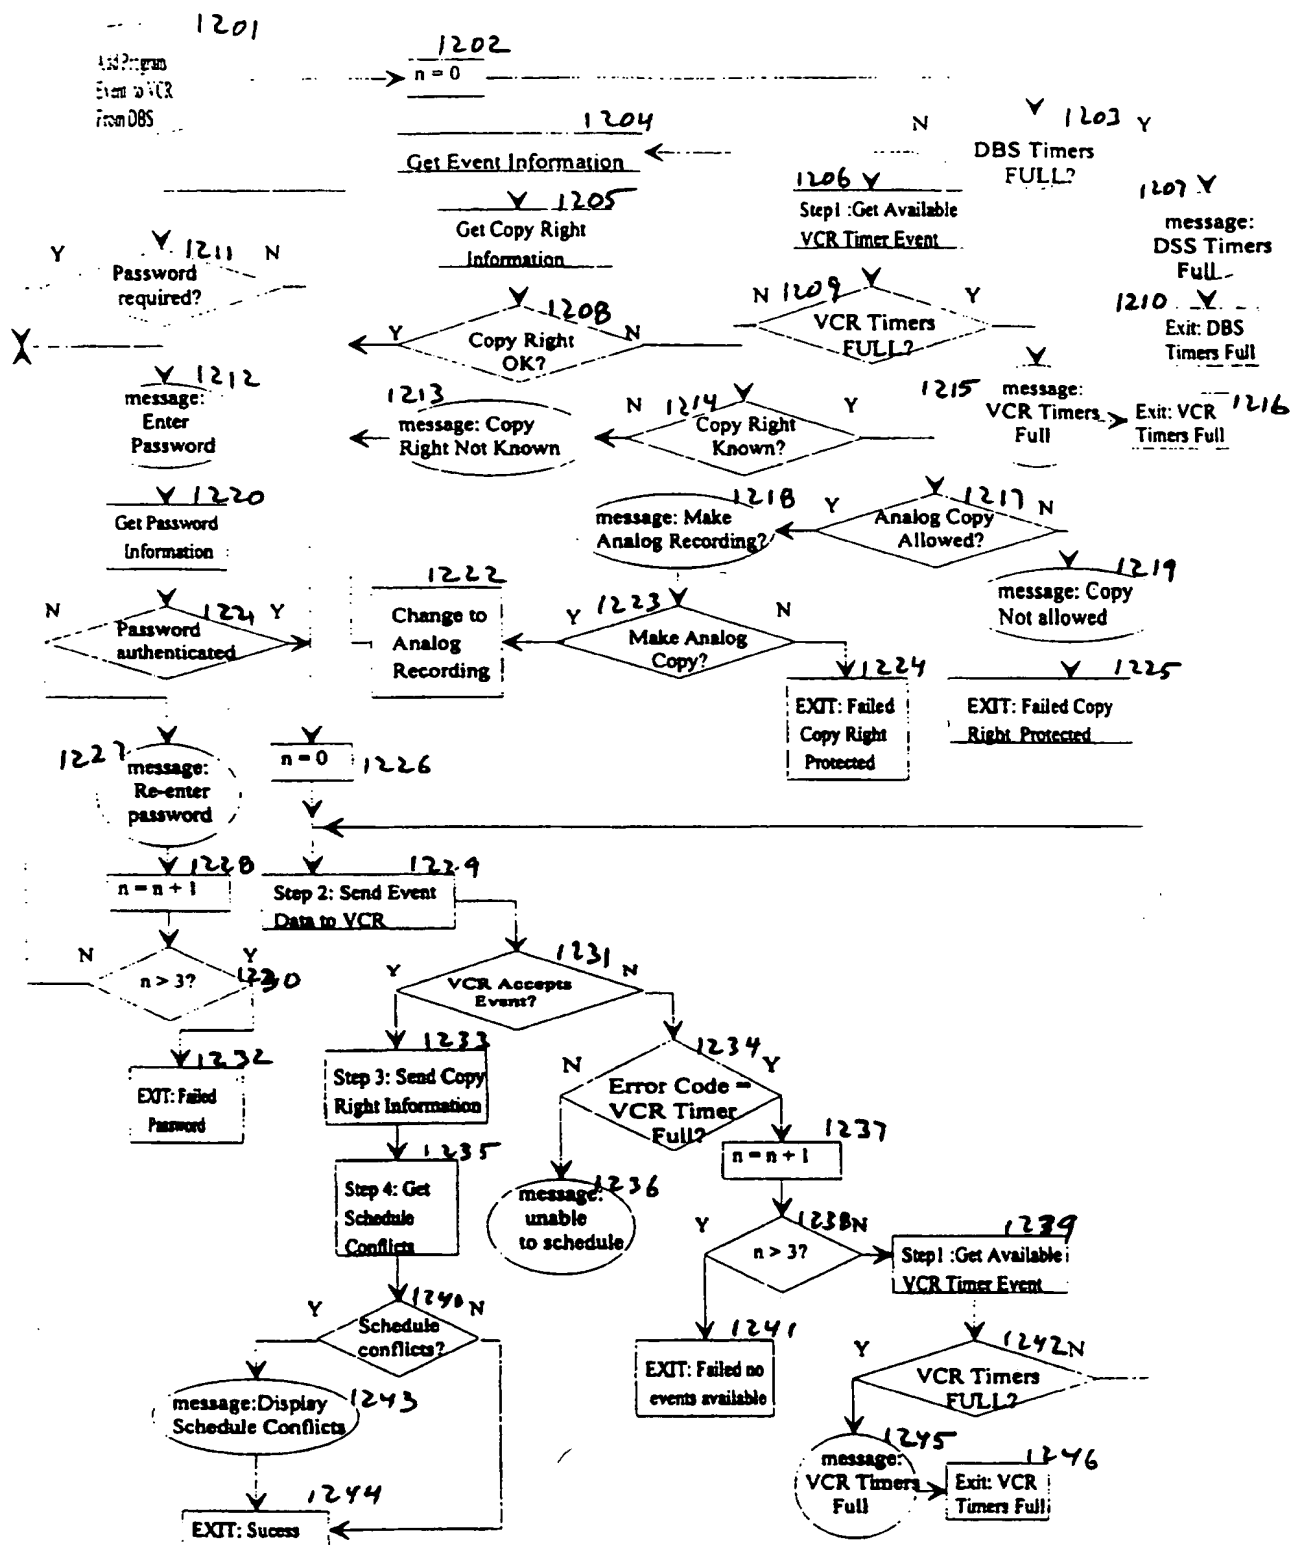 1201
Add Program
Event to VCR
From DBS
1202
n = 0
1203
N
Y
DBS Timers
FULL?
1204
Get Event Information
1205
Get Copy Right
Information
1206
Step1 :Get Available
VCR Timer Event
1207
message:
DSS Timers
Full
Y
1211
N
Password
required?
1208
Y
N
Copy Right
OK?
N
1209
Y
VCR Timers
FULL?
1210
Exit: DBS
Timers Full
1212
message:
Enter
Password
1213
message: Copy
Right Not Known
N
1214
Y
Copy Right
Known?
1215
message:
VCR Timers
Full
1216
Exit: VCR
Timers Full
1220
Get Password
Information
1218
message: Make
Analog Recording?
Y
1217
N
Analog Copy
Allowed?
1219
message: Copy
Not allowed
N
1221
Y
Password
authenticated
1222
Change to
Analog
Recording
Y
1223
N
Make Analog
Copy?
1224
EXIT: Failed
Copy Right
Protected
1225
EXIT: Failed Copy
Right Protected
1227
message:
Re-enter
password
n = 0
1226
1228
n = n + 1
1229
Step 2: Send Event
Data to VCR
N
Y
n > 3?
1230
Y
1231
N
VCR Accepts
Event?
1232
EXIT: Failed
Password
1233
Step 3: Send Copy
Right Information
N
1234
Y
Error Code =
VCR Timer
Full?
1235
Step 4: Get
Schedule
Conflicts
1236
message:
unable
to schedule
1237
n = n + 1
Y
1238
N
n > 3?
1239
Step1 :Get Available
VCR Timer Event
Y
1240
N
Schedule
conflicts?
1241
EXIT: Failed no
events available
Y
1242
N
VCR Timers
FULL?
1243
message:Display
Schedule Conflicts
1245
message:
VCR Timers
Full
1246
Exit: VCR
Timers Full
1244
EXIT: Sucess